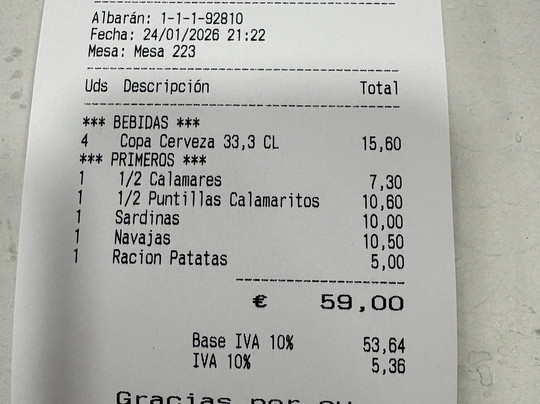 Albarán: 1-1-1-92810
Fecha: 24/01/2026 21:22
Mesa: Mesa 223
Uds Descripción Total
*** BEBIDAS ***
4 Copa Cerveza 33,3 CL 15,60
*** PRIMEROS ***
1 1/2 Calamares 7,30
1 1/2 Puntillas Calamaritos 10,60
1 Sardinas 10,00
1 Navajas 10,50
1 Racion Patatas 5,00
€ 59,00
Base IVA 10% 53,64
IVA 10% 5,36
Gracias por su